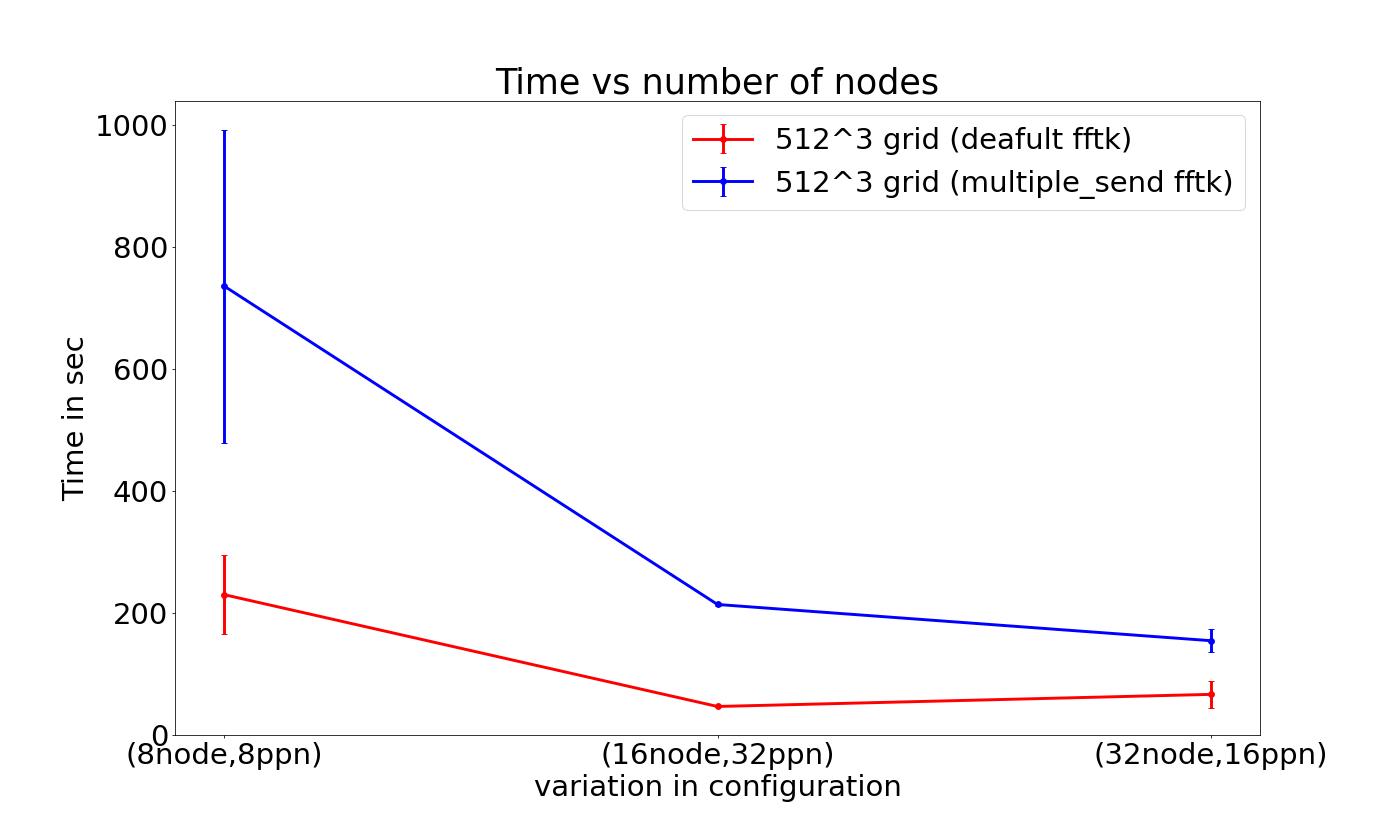 Time vs number of nodes
1000
800
600
400
200
0
Time in sec
512^3 grid (deafult fftk)
512^3 grid (multiple_send fftk)
(8node,8ppn)
(16node,32ppn)
(32node,16ppn)
variation in configuration